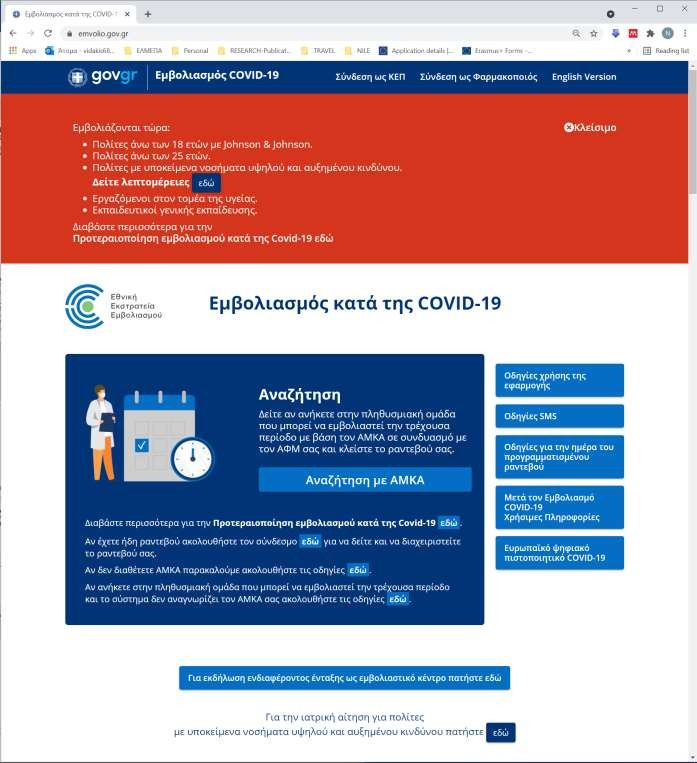 Εμβολιασμός κατά της COVID-1
emvolio.gov.gr
Apps
ΕΛΜΕΠΑ
Personal
RESEARCH-Publicat...
TRAVEL
NILE
Application details |...
Erasmus+ Forms -...
»
Reading list
govgr
Εμβολιασμός COVID-19
Σύνδεση ως ΚΕΠ
Σύνδεση ως Φαρμακοποιός
English Version
Εμβολιάζονται τώρα:
Κλείσιμο
Πολίτες άνω των 18 ετών με Johnson & Johnson.
Πολίτες άνω των 25 ετών.
Πολίτες με υποκείμενα νοσήματα υψηλού και αυξημένου κινδύνου.
Δείτε λεπτομέρειες εδώ
Εργαζόμενοι στον τομέα της υγείας.
Εκπαιδευτικοί γενικής εκπαίδευσης.
Διαβάστε περισσότερα για την
Προτεραιοποίηση εμβολιασμού κατά της Covid-19 εδώ
Εθνική
Εκστρατεία
Εμβολιασμού
Εμβολιασμός κατά της COVID-19
Αναζήτηση
Δείτε αν ανήκετε στην πληθυσμιακή ομάδα
που μπορεί να εμβολιαστεί την τρέχουσα
περίοδο με βάση τον ΑΜΚΑ σε συνδυασμό με
τον ΑΦΜ σας και κλείστε το ραντεβού σας.
Αναζήτηση με ΑΜΚΑ
Διαβάστε περισσότερα για την Προτεραιοποίηση εμβολιασμού κατά της Covid-19 εδώ.
Αν έχετε ήδη ραντεβού ακολουθήστε τον σύνδεσμο εδώ για να δείτε και να διαχειριστείτε
το ραντεβού σας.
Αν δεν διαθέτετε ΑΜΚΑ παρακαλούμε ακολουθήστε τις οδηγίες εδώ.
Αν ανήκετε στην πληθυσμιακή ομάδα που μπορεί να εμβολιαστεί την τρέχουσα περίοδο
και το σύστημα δεν αναγνωρίζει τον ΑΜΚΑ σας ακολουθήστε τις οδηγίες εδώ.
Οδηγίες χρήσης της
εφαρμογής
Οδηγίες SMS
Οδηγίες για την ημέρα του
προγραμματισμένου
ραντεβού
Μετά τον Εμβολιασμό
COVID-19
Χρήσιμες Πληροφορίες
Ευρωπαϊκό ψηφιακό
πιστοποιητικό COVID-19
Για εκδήλωση ενδιαφέροντος ένταξης ως εμβολιαστικό κέντρο πατήστε εδώ
Για την ιατρική αίτηση για πολίτες
με υποκείμενα νοσήματα υψηλού και αυξημένου κινδύνου πατήστε εδώ